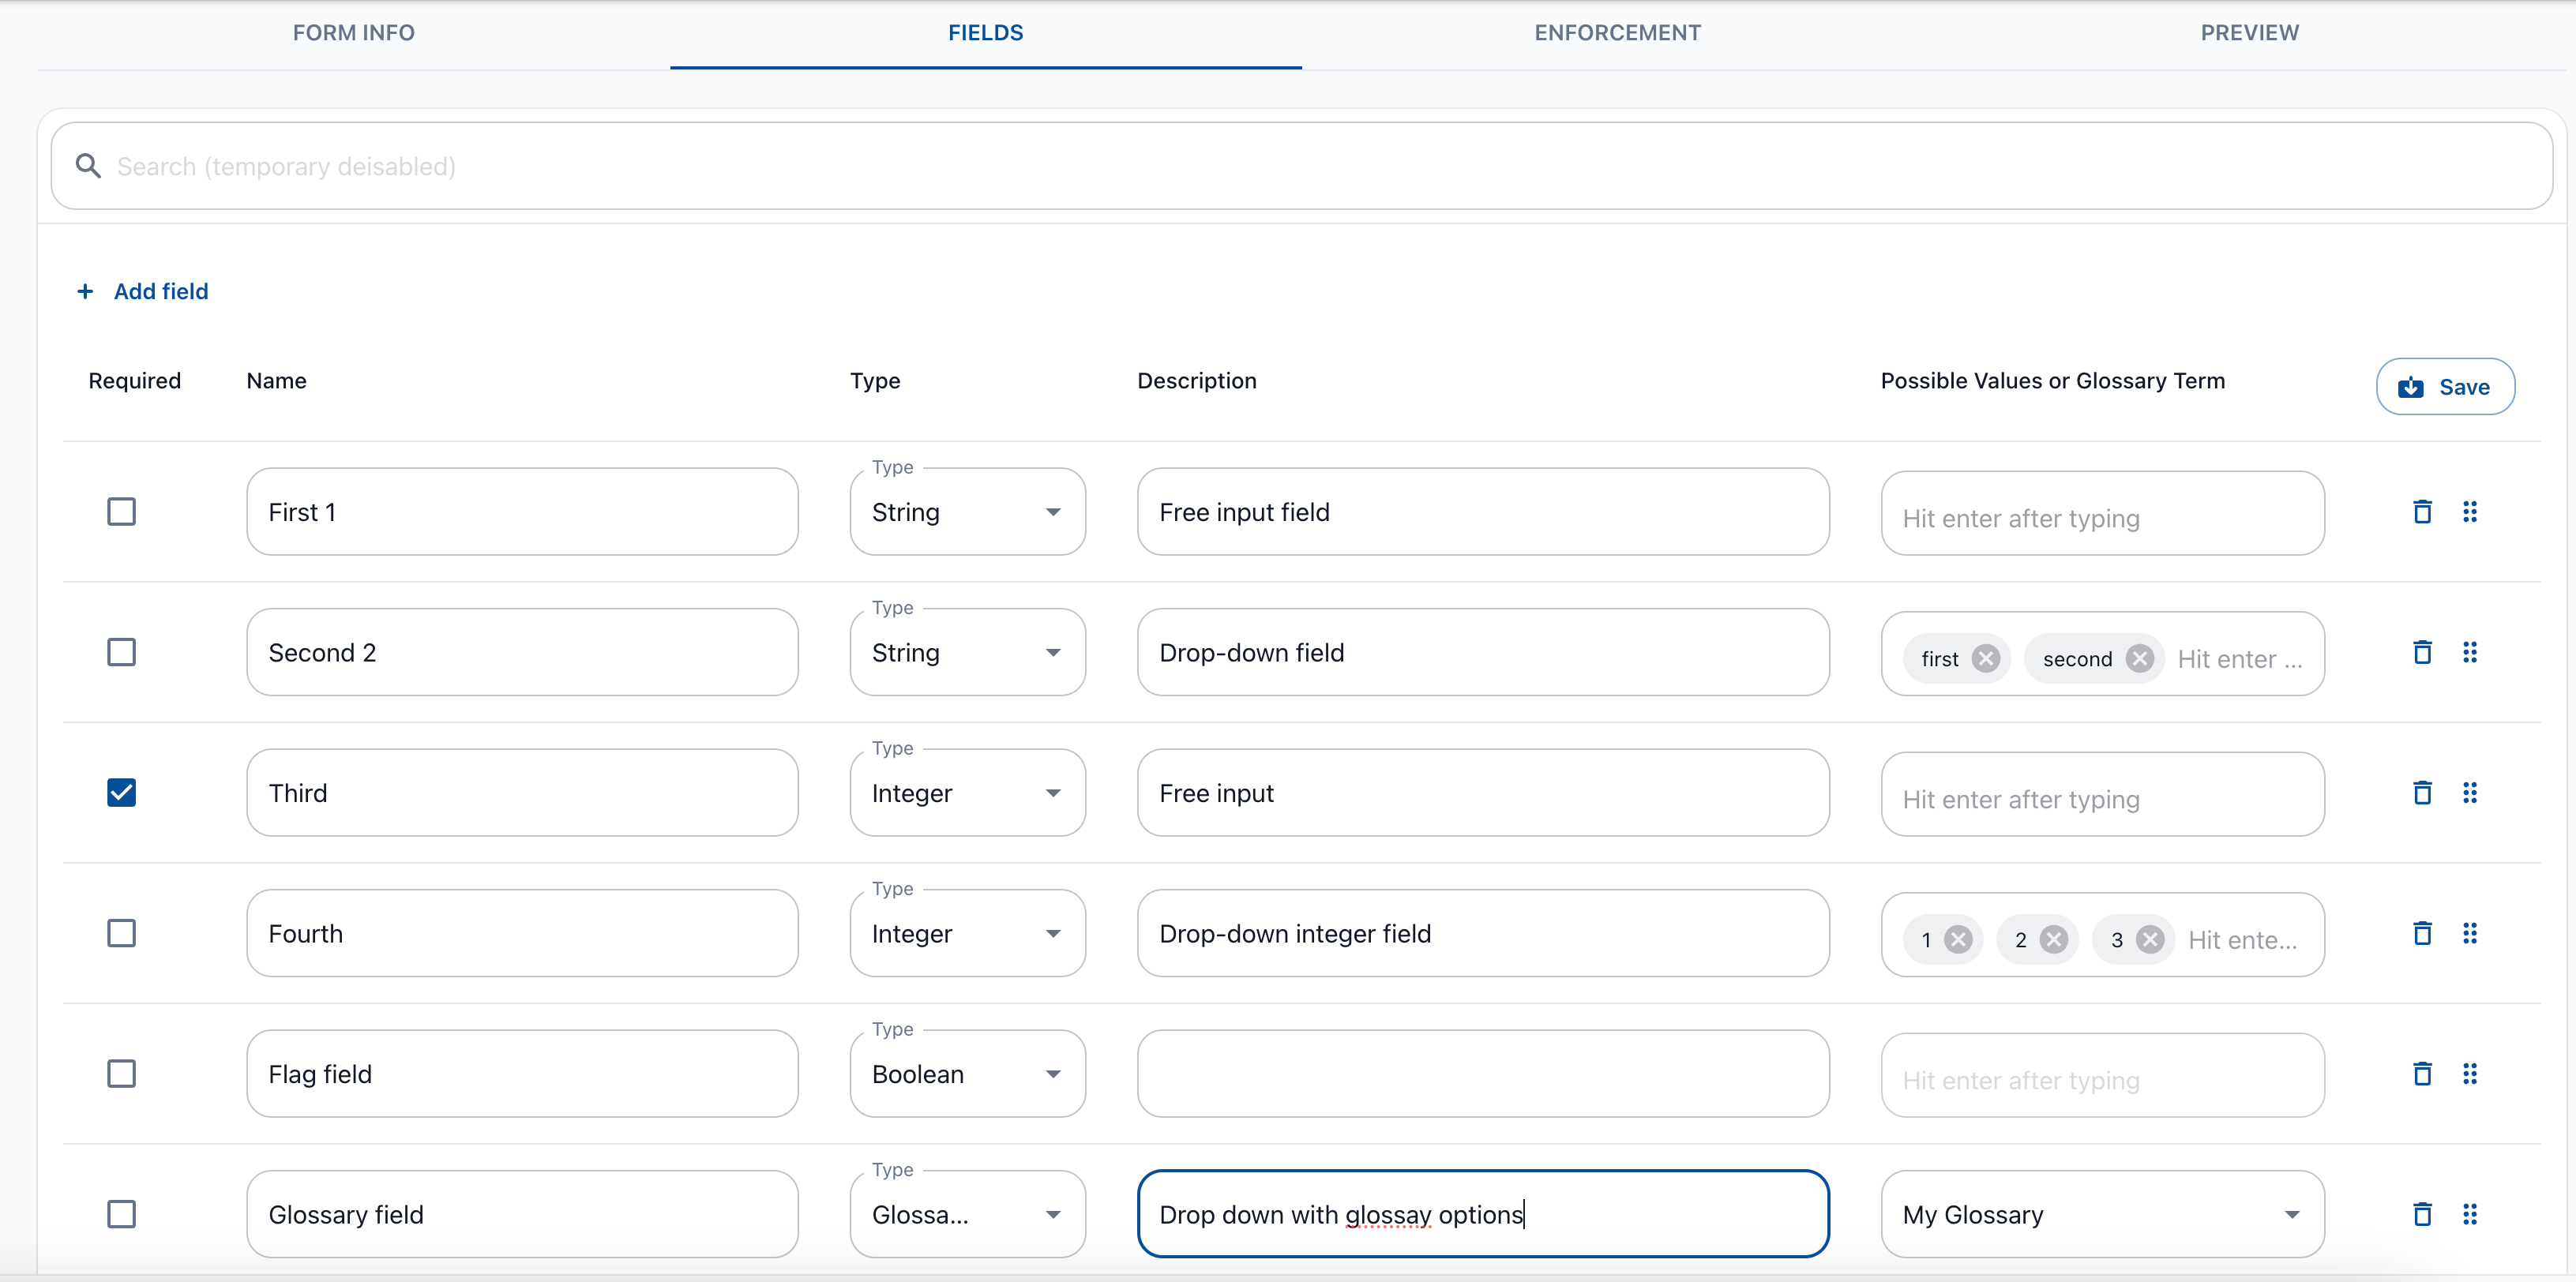 FORM INFO FIELDS ENFORCEMENT PREVIEW
Search (temporary deisabled)
+ Add field
Required Name Type Description Possible Values or Glossary Term Save
Type
First 1 String Free input field Hit enter after typing
Type
Second 2 String Drop-down field first second Hit enter ...
Type
Third Integer Free input Hit enter after typing
Type
Fourth Integer Drop-down integer field 1 2 3 Hit ente...
Type
Flag field Boolean Hit enter after typing
Type
Glossary field Glossa... Drop down with glossay options My Glossary